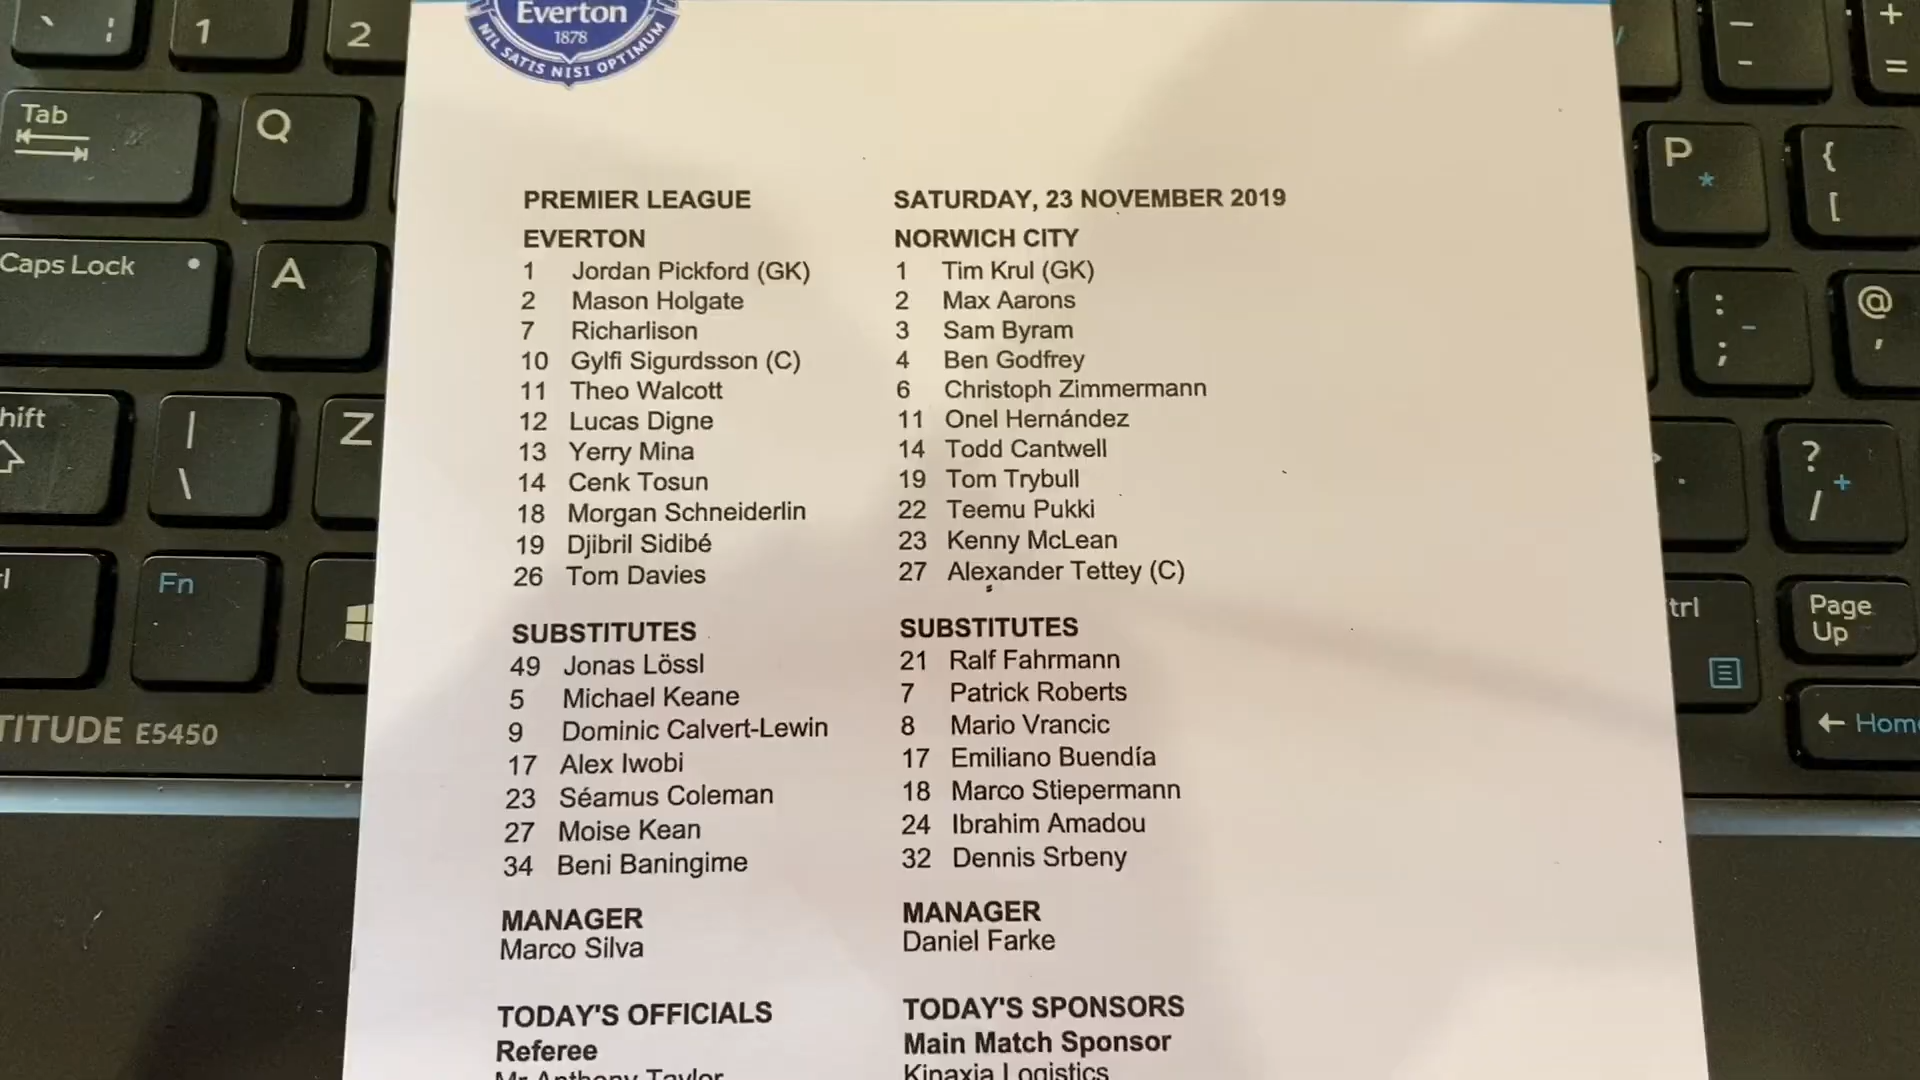 Everton
1878
NIL SATIS NISI OPTIMUM
PREMIER LEAGUE
EVERTON
1 Jordan Pickford (GK)
2 Mason Holgate
7 Richarlison
10 Gylfi Sigurdsson (C)
11 Theo Walcott
12 Lucas Digne
13 Yerry Mina
14 Cenk Tosun
18 Morgan Schneiderlin
19 Djibril Sidibé
26 Tom Davies
SUBSTITUTES
49 Jonas Lössl
5 Michael Keane
9 Dominic Calvert-Lewin
17 Alex Iwobi
23 Séamus Coleman
27 Moise Kean
34 Beni Baningime
MANAGER
Marco Silva
TODAY'S OFFICIALS
Referee
Mr Anthony Taylor
SATURDAY, 23 NOVEMBER 2019
NORWICH CITY
1 Tim Krul (GK)
2 Max Aarons
3 Sam Byram
4 Ben Godfrey
6 Christoph Zimmermann
11 Onel Hernández
14 Todd Cantwell
19 Tom Trybull
22 Teemu Pukki
23 Kenny McLean
27 Alexander Tettey (C)
SUBSTITUTES
21 Ralf Fahrmann
7 Patrick Roberts
8 Mario Vrancic
17 Emiliano Buendía
18 Marco Stiepermann
24 Ibrahim Amadou
32 Dennis Srbeny
MANAGER
Daniel Farke
TODAY'S SPONSORS
Main Match Sponsor
Kinaxia Logistics
` ¦
1
2
Tab
Q
Caps Lock
A
hift
| \
Z
Fn
TITUDE E5450
_ -
+ =
P *
{ [
: ; -
@ '
? / +
trl
Page Up
← Home